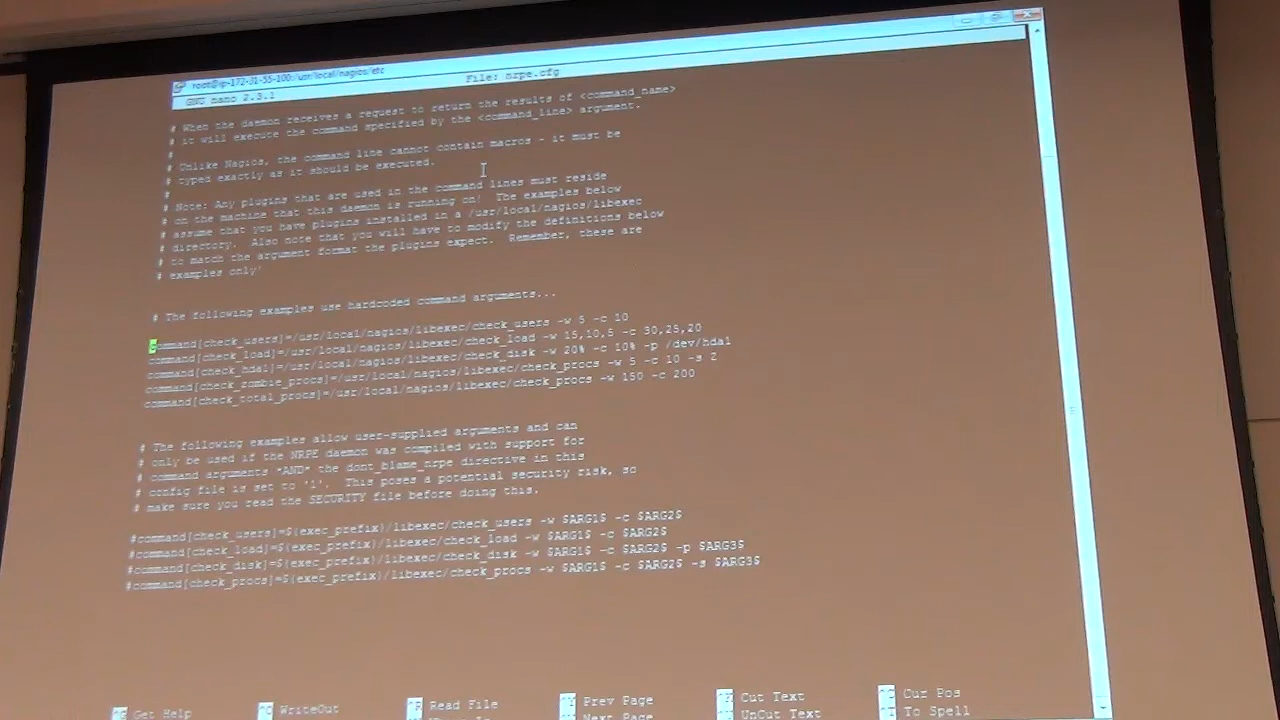 root@ip-172-31-55-100:/usr/local/nagios/etc
GNU nano 2.3.1 File: nrpe.cfg
# When the daemon receives a request to return the results of <command_name>
# it will execute the command specified by the <command_line> argument.
#
# Unlike Nagios, the command line cannot contain macros - it must be
# typed exactly as it should be executed.
#
# Note: Any plugins that are used in the command lines must reside
# on the machine that this daemon is running on! The examples below
# assume that you have plugins installed in a /usr/local/nagios/libexec
# directory. Also note that you will have to modify the definitions below
# to match the argument format the plugins expect. Remember, these are
# examples only!
# The following examples use hardcoded command arguments...
command[check_users]=/usr/local/nagios/libexec/check_users -w 5 -c 10
command[check_load]=/usr/local/nagios/libexec/check_load -w 15,10,5 -c 30,25,20
command[check_hda1]=/usr/local/nagios/libexec/check_disk -w 20% -c 10% -p /dev/hda1
command[check_zombie_procs]=/usr/local/nagios/libexec/check_procs -w 5 -c 10 -s Z
command[check_total_procs]=/usr/local/nagios/libexec/check_procs -w 150 -c 200
# The following examples allow user-supplied arguments and can
# only be used if the NRPE daemon was compiled with support for
# command arguments *AND* the dont_blame_nrpe directive in this
# config file is set to '1'. This poses a potential security risk, so
# make sure you read the SECURITY file before doing this.
#command[check_users]=$(exec_prefix)/libexec/check_users -w $ARG1$ -c $ARG2$
#command[check_load]=$(exec_prefix)/libexec/check_load -w $ARG1$ -c $ARG2$
#command[check_disk]=$(exec_prefix)/libexec/check_disk -w $ARG1$ -c $ARG2$ -p $ARG3$
#command[check_procs]=$(exec_prefix)/libexec/check_procs -w $ARG1$ -c $ARG2$ -s $ARG3$
^G Get Help ^O WriteOut ^R Read File ^Y Prev Page ^K Cut Text ^C Cur Pos
Next Page UnCut Text ^T To Spell